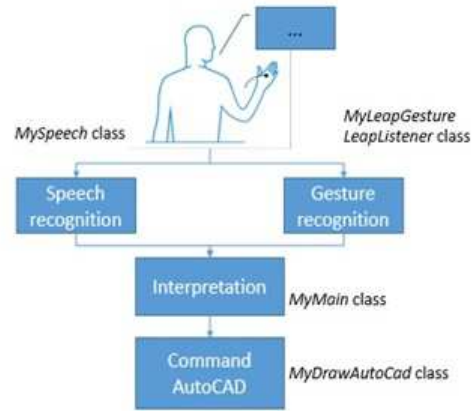 ...
MySpeech class
MyLeapGesture
LeapListener class
Speech
recognition
Gesture
recognition
Interpretation
MyMain class
Command
AutoCAD
MyDrawAutoCad class